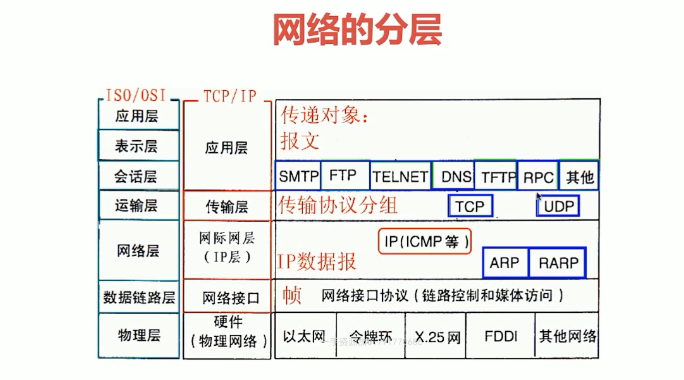 网络的分层
ISO/OSI TCP/IP
应用层
表示层
会话层
运输层
网络层
数据链路层
物理层
应用层
传输层
网际网层
(IP层)
网络接口
硬件
(物理网络)
传递对象:
报文
SMTP FTP TELNET DNS TFTP RPC 其他
传输协议分组 TCP UDP
IP(ICMP等)
IP数据报 ARP RARP
帧 网络接口协议(链路控制和媒体访问)
以太网 令牌环 X.25网 FDDI 其他网络